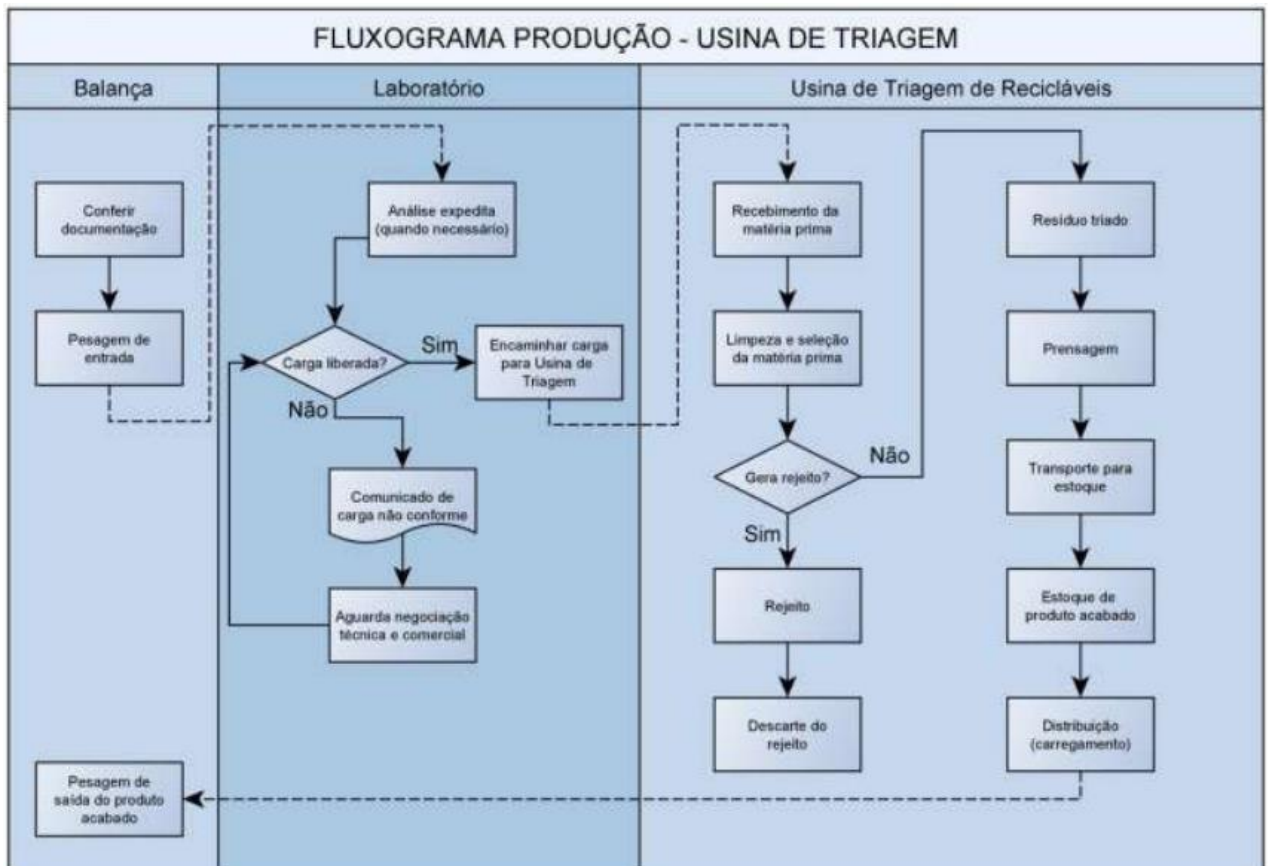 FLUXOGRAMA PRODUÇÃO - USINA DE TRIAGEM
Balança
Laboratório
Usina de Triagem de Recicláveis
Conferir
documentação
Pesagem de
entrada
Análise expedita
(quando necessário)
Carga liberada?
Sim
Encaminhar carga
para Usina de
Triagem
Não
Comunicado de
carga não conforme
Aguarda negociação
técnica e comercial
Recebimento da
matéria prima
Limpeza e seleção
da matéria prima
Gera rejeito?
Não
Sim
Rejeito
Descarte do
rejeito
Resíduo triado
Prensagem
Transporte para
estoque
Estoque de
produto acabado
Distribuição
(carregamento)
Pesagem de
saída do produto
acabado